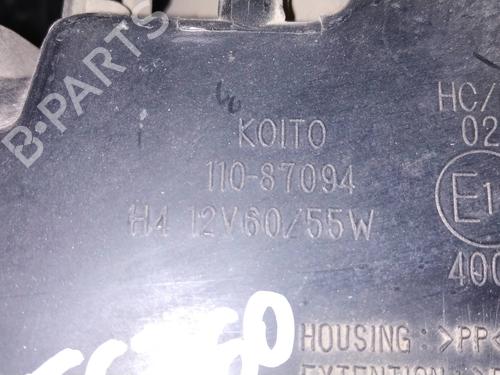 B-PARTS
KOITO
110-87094
H4 12V60/55W
HC/
02
E1
400
HOUSING : >PP<